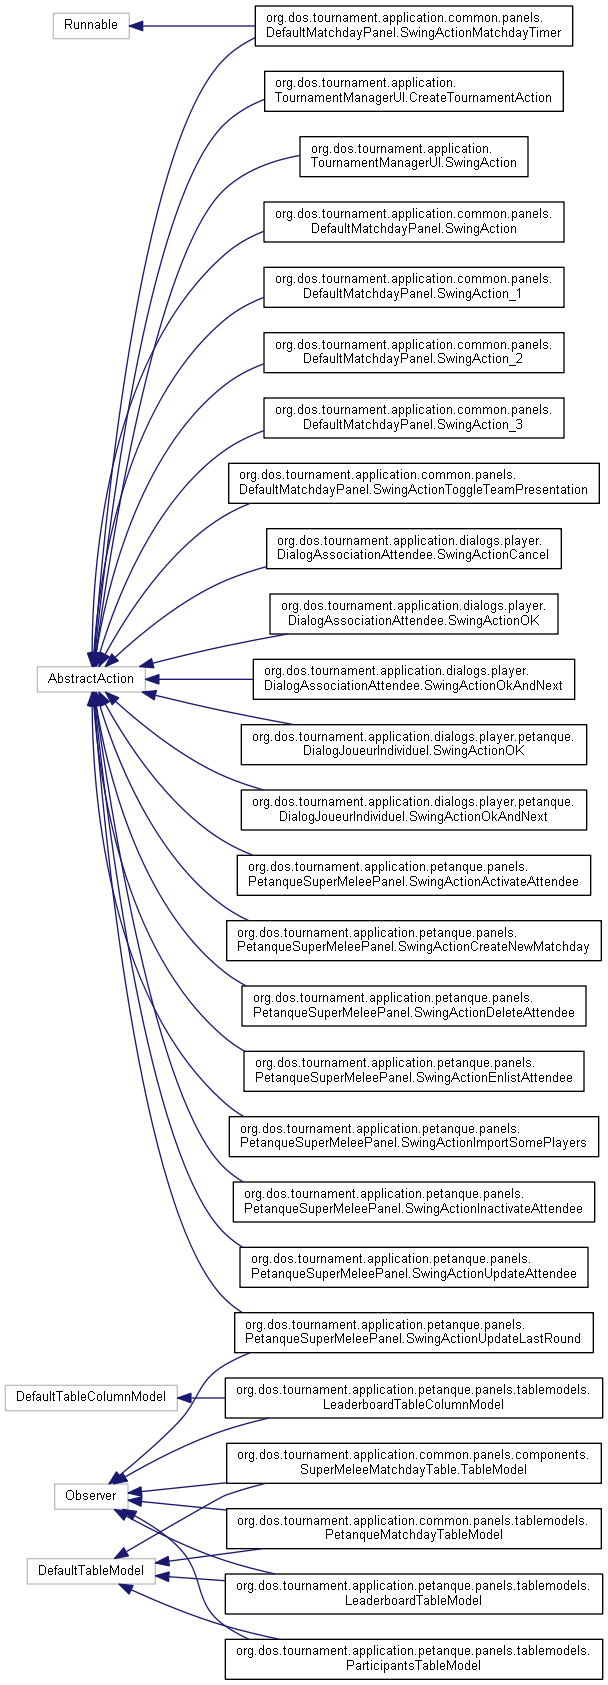 Runnable
org.dos.tournament.application.common.panels.
DefaultMatchdayPanel.SwingActionMatchdayTimer
org.dos.tournament.application.
TournamentManagerUI.CreateTournamentAction
org.dos.tournament.application.
TournamentManagerUI.SwingAction
org.dos.tournament.application.common.panels.
DefaultMatchdayPanel.SwingAction
org.dos.tournament.application.common.panels.
DefaultMatchdayPanel.SwingAction_1
org.dos.tournament.application.common.panels.
DefaultMatchdayPanel.SwingAction_2
org.dos.tournament.application.common.panels.
DefaultMatchdayPanel.SwingAction_3
org.dos.tournament.application.common.panels.
DefaultMatchdayPanel.SwingActionToggleTeamPresentation
org.dos.tournament.application.dialogs.player.
DialogAssociationAttendee.SwingActionCancel
org.dos.tournament.application.dialogs.player.
DialogAssociationAttendee.SwingActionOK
AbstractAction
org.dos.tournament.application.dialogs.player.
DialogAssociationAttendee.SwingActionOkAndNext
org.dos.tournament.application.dialogs.player.petanque.
DialogJoueurIndividuel.SwingActionOK
org.dos.tournament.application.dialogs.player.petanque.
DialogJoueurIndividuel.SwingActionOkAndNext
org.dos.tournament.application.petanque.panels.
PetanqueSuperMeleePanel.SwingActionActivateAttendee
org.dos.tournament.application.petanque.panels.
PetanqueSuperMeleePanel.SwingActionCreateNewMatchday
org.dos.tournament.application.petanque.panels.
PetanqueSuperMeleePanel.SwingActionDeleteAttendee
org.dos.tournament.application.petanque.panels.
PetanqueSuperMeleePanel.SwingActionEnlistAttendee
org.dos.tournament.application.petanque.panels.
PetanqueSuperMeleePanel.SwingActionImportSomePlayers
org.dos.tournament.application.petanque.panels.
PetanqueSuperMeleePanel.SwingActionInactivateAttendee
org.dos.tournament.application.petanque.panels.
PetanqueSuperMeleePanel.SwingActionUpdateAttendee
org.dos.tournament.application.petanque.panels.
PetanqueSuperMeleePanel.SwingActionUpdateLastRound
DefaultTableColumnModel
org.dos.tournament.application.petanque.panels.tablemodels.
LeaderboardTableColumnModel
org.dos.tournament.application.common.panels.components.
SuperMeleeMatchdayTable.TableModel
Observer
org.dos.tournament.application.common.panels.tablemodels.
PetanqueMatchdayTableModel
DefaultTableModel
org.dos.tournament.application.petanque.panels.tablemodels.
LeaderboardTableModel
org.dos.tournament.application.petanque.panels.tablemodels.
ParticipantsTableModel